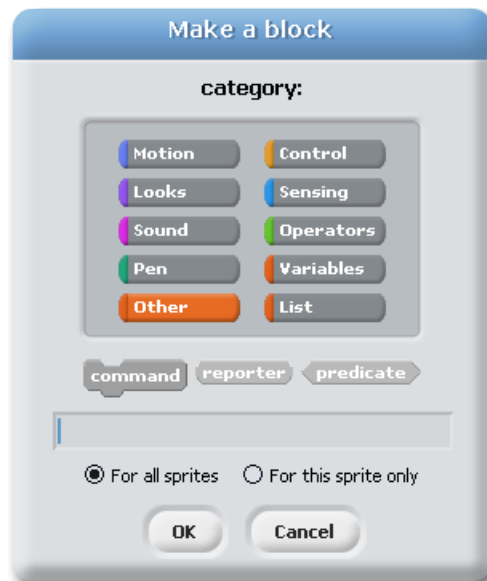 Make a block
category:
Motion Control
Looks Sensing
Sound Operators
Pen Variables
Other List
command reporter predicate
For all sprites For this sprite only
OK Cancel